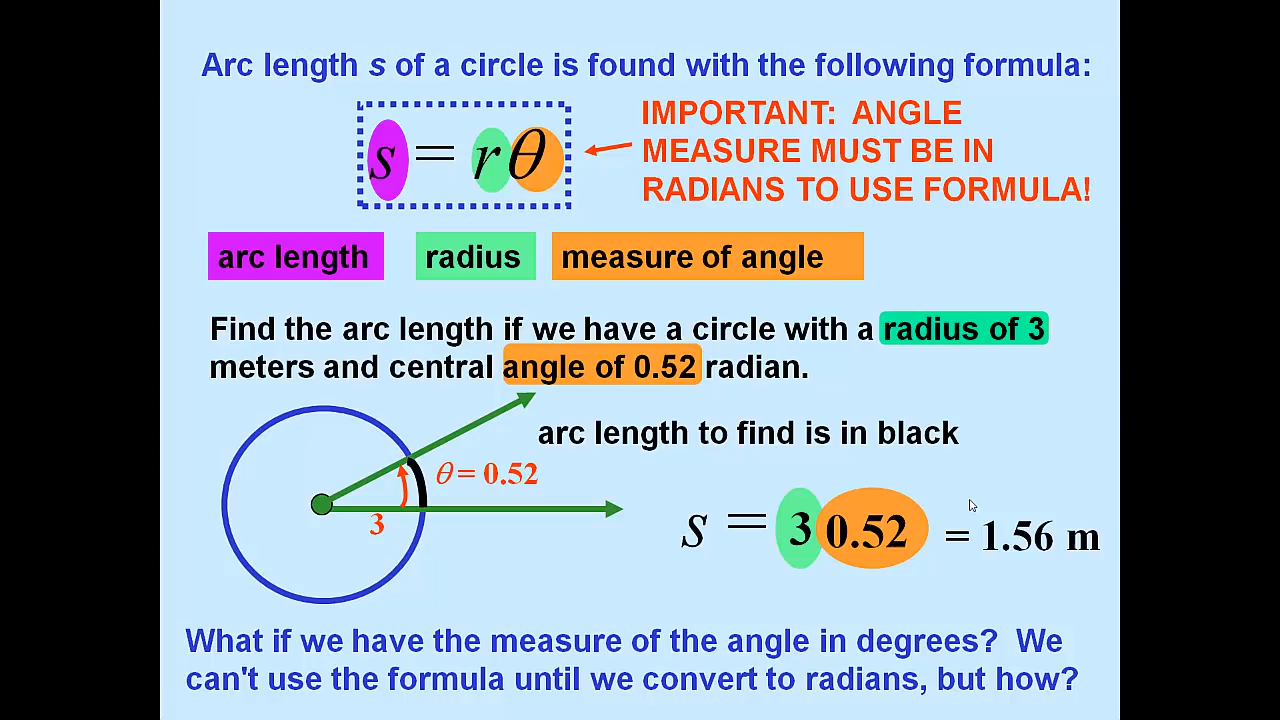 Arc length s of a circle is found with the following formula:
s = rθ
IMPORTANT: ANGLE
MEASURE MUST BE IN
RADIANS TO USE FORMULA!
arc length radius measure of angle
Find the arc length if we have a circle with a radius of 3
meters and central angle of 0.52 radian.
arc length to find is in black
θ = 0.52
3
s = 3 0.52 = 1.56 m
What if we have the measure of the angle in degrees? We
can't use the formula until we convert to radians, but how?